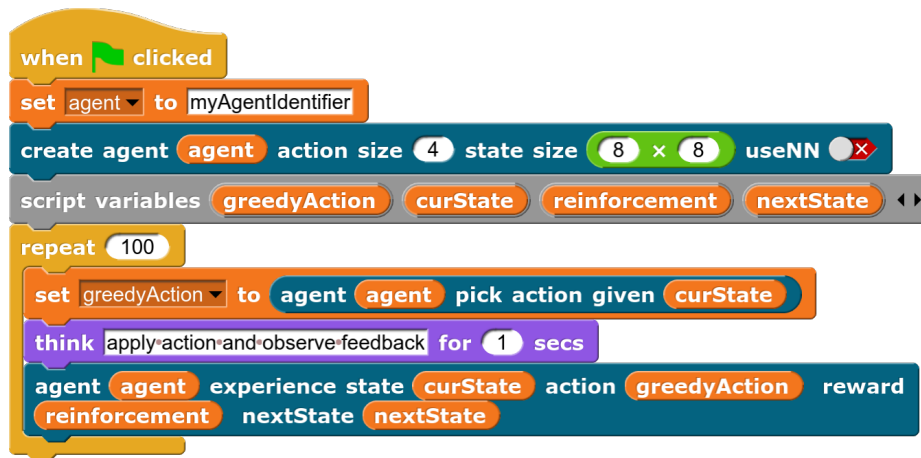 when clicked
set agent to myAgentIdentifier
create agent agent action size 4 state size 8 × 8 useNN
script variables greedyAction curState reinforcement nextState
repeat 100
set greedyAction to agent agent pick action given curState
think apply action and observe feedback for 1 secs
agent agent experience state curState action greedyAction reward
reinforcement nextState nextState